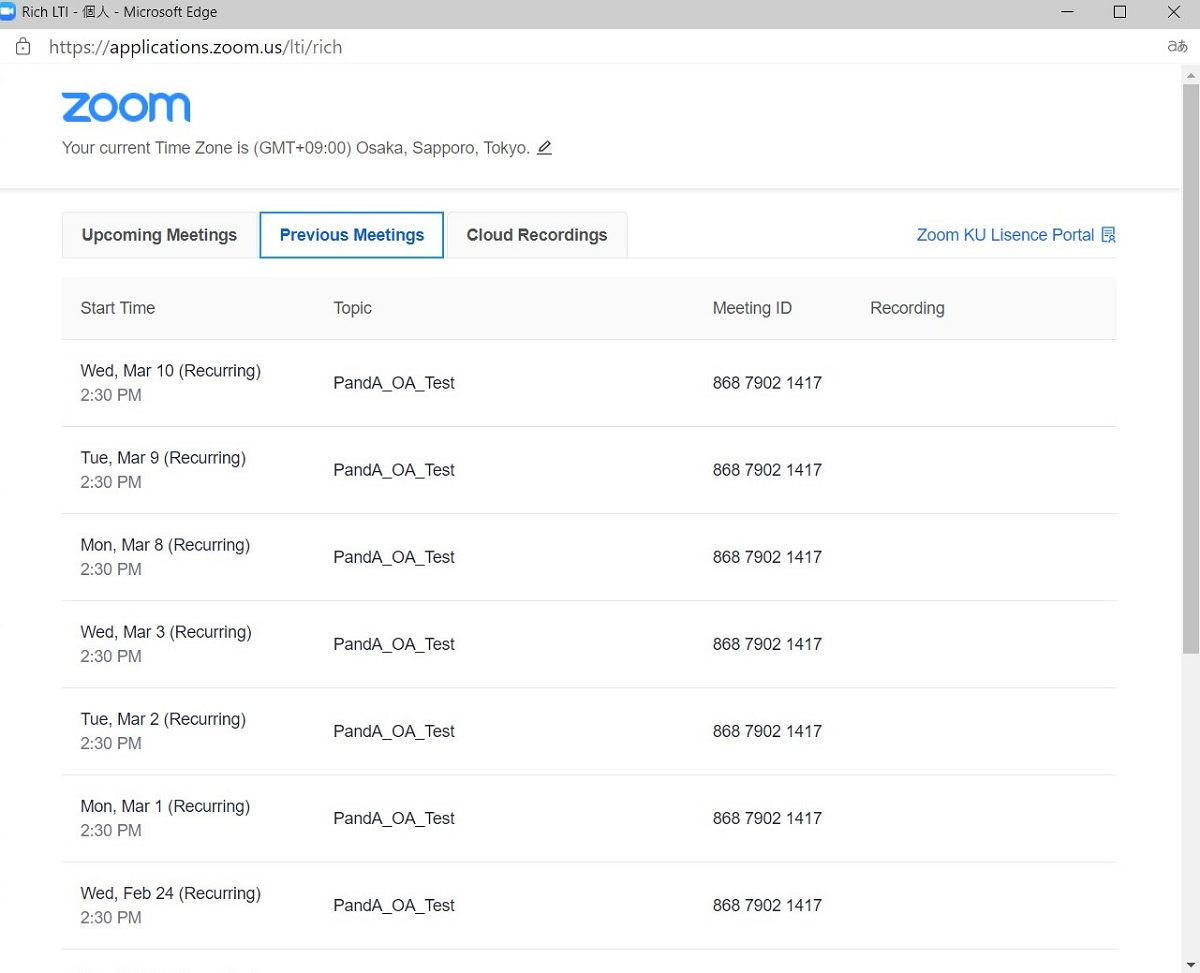 Rich LTI - 個人 - Microsoft Edge
https://applications.zoom.us/lti/rich
aあ
zoom
Your current Time Zone is (GMT+09:00) Osaka, Sapporo, Tokyo.
Upcoming Meetings Previous Meetings Cloud Recordings Zoom KU Lisence Portal
Start Time Topic Meeting ID Recording
Wed, Mar 10 (Recurring)
2:30 PM
PandA_OA_Test 868 7902 1417
Tue, Mar 9 (Recurring)
2:30 PM
PandA_OA_Test 868 7902 1417
Mon, Mar 8 (Recurring)
2:30 PM
PandA_OA_Test 868 7902 1417
Wed, Mar 3 (Recurring)
2:30 PM
PandA_OA_Test 868 7902 1417
Tue, Mar 2 (Recurring)
2:30 PM
PandA_OA_Test 868 7902 1417
Mon, Mar 1 (Recurring)
2:30 PM
PandA_OA_Test 868 7902 1417
Wed, Feb 24 (Recurring)
2:30 PM
PandA_OA_Test 868 7902 1417